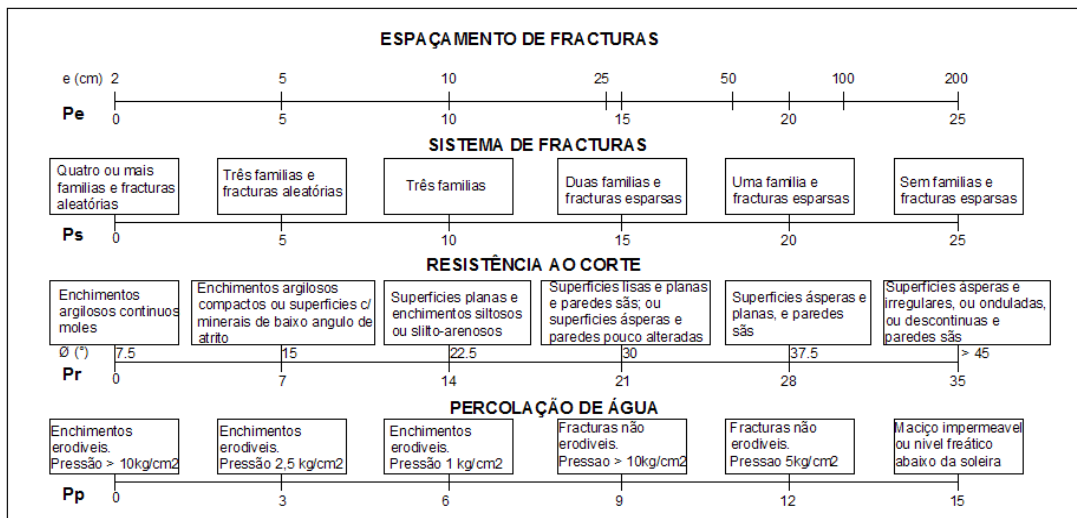 ESPAÇAMENTO DE FRACTURAS
e (cm) 2 5 10 25 50 100 200
Pe
0 5 10 15 20 25
SISTEMA DE FRACTURAS
Quatro ou mais
familias e fracturas
aleatórias
Três familias e
fracturas aleatórias
Três familias
Duas familias e
fracturas esparsas
Uma familia e
fracturas esparsas
Sem familias e
fracturas esparsas
Ps
0 5 10 15 20 25
RESISTÊNCIA AO CORTE
Enchimentos
argilosos continuos
moles
Enchimentos argilosos
compactos ou superficies c/
minerais de baixo angulo de
atrito
Superficies planas e
enchimentos siltosos
ou slilto-arenosos
Superficies lisas e planas
e paredes sãs; ou
superficies ásperas e
paredes pouco alteradas
Superficies ásperas e
planas, e paredes
sãs
Superficies ásperas e
irregulares, ou onduladas,
ou descontinuas e
paredes sãs
Ø (°) 7.5 15 22.5 30 37.5 > 45
Pr
0 7 14 21 28 35
PERCOLAÇÃO DE ÁGUA
Enchimentos
erodiveis.
Pressão > 10kg/cm2
Enchimentos
erodiveis.
Pressão 2,5 kg/cm2
Enchimentos
erodiveis.
Pressão 1 kg/cm2
Fracturas não
erodiveis.
Pressao > 10kg/cm2
Fracturas não
erodiveis.
Pressao 5kg/cm2
Maciço impermeavel
ou nível freático
abaixo da soleira
Pp
0 3 6 9 12 15